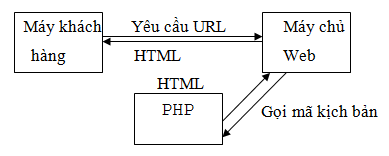 Máy khách
hàng
Yêu cầu URL
HTML
Máy chủ
Web
HTML
PHP
Gọi mã kịch bản